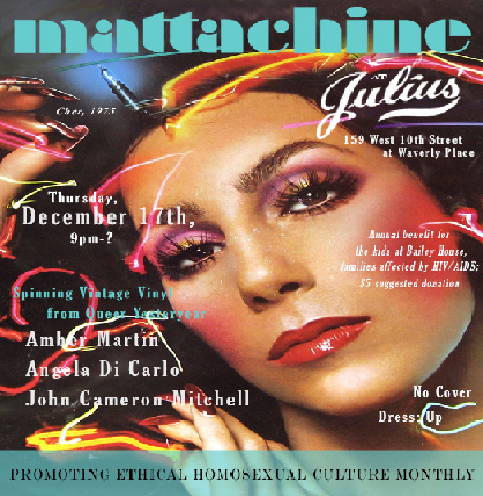 mattachine
AT
Julius'
159 West 10th Street
at Waverly Place
Cher, 1975
Thursday,
December 17th,
9pm-?
Annual benefit for
the kids at Bailey House,
families affected by HIV/AIDS;
$5 suggested donation
Spinning Vintage Vinyl
from Queer Yesteryear
Amber Martin
Angela Di Carlo
John Cameron Mitchell
No Cover
Dress: Up
PROMOTING ETHICAL HOMOSEXUAL CULTURE MONTHLY